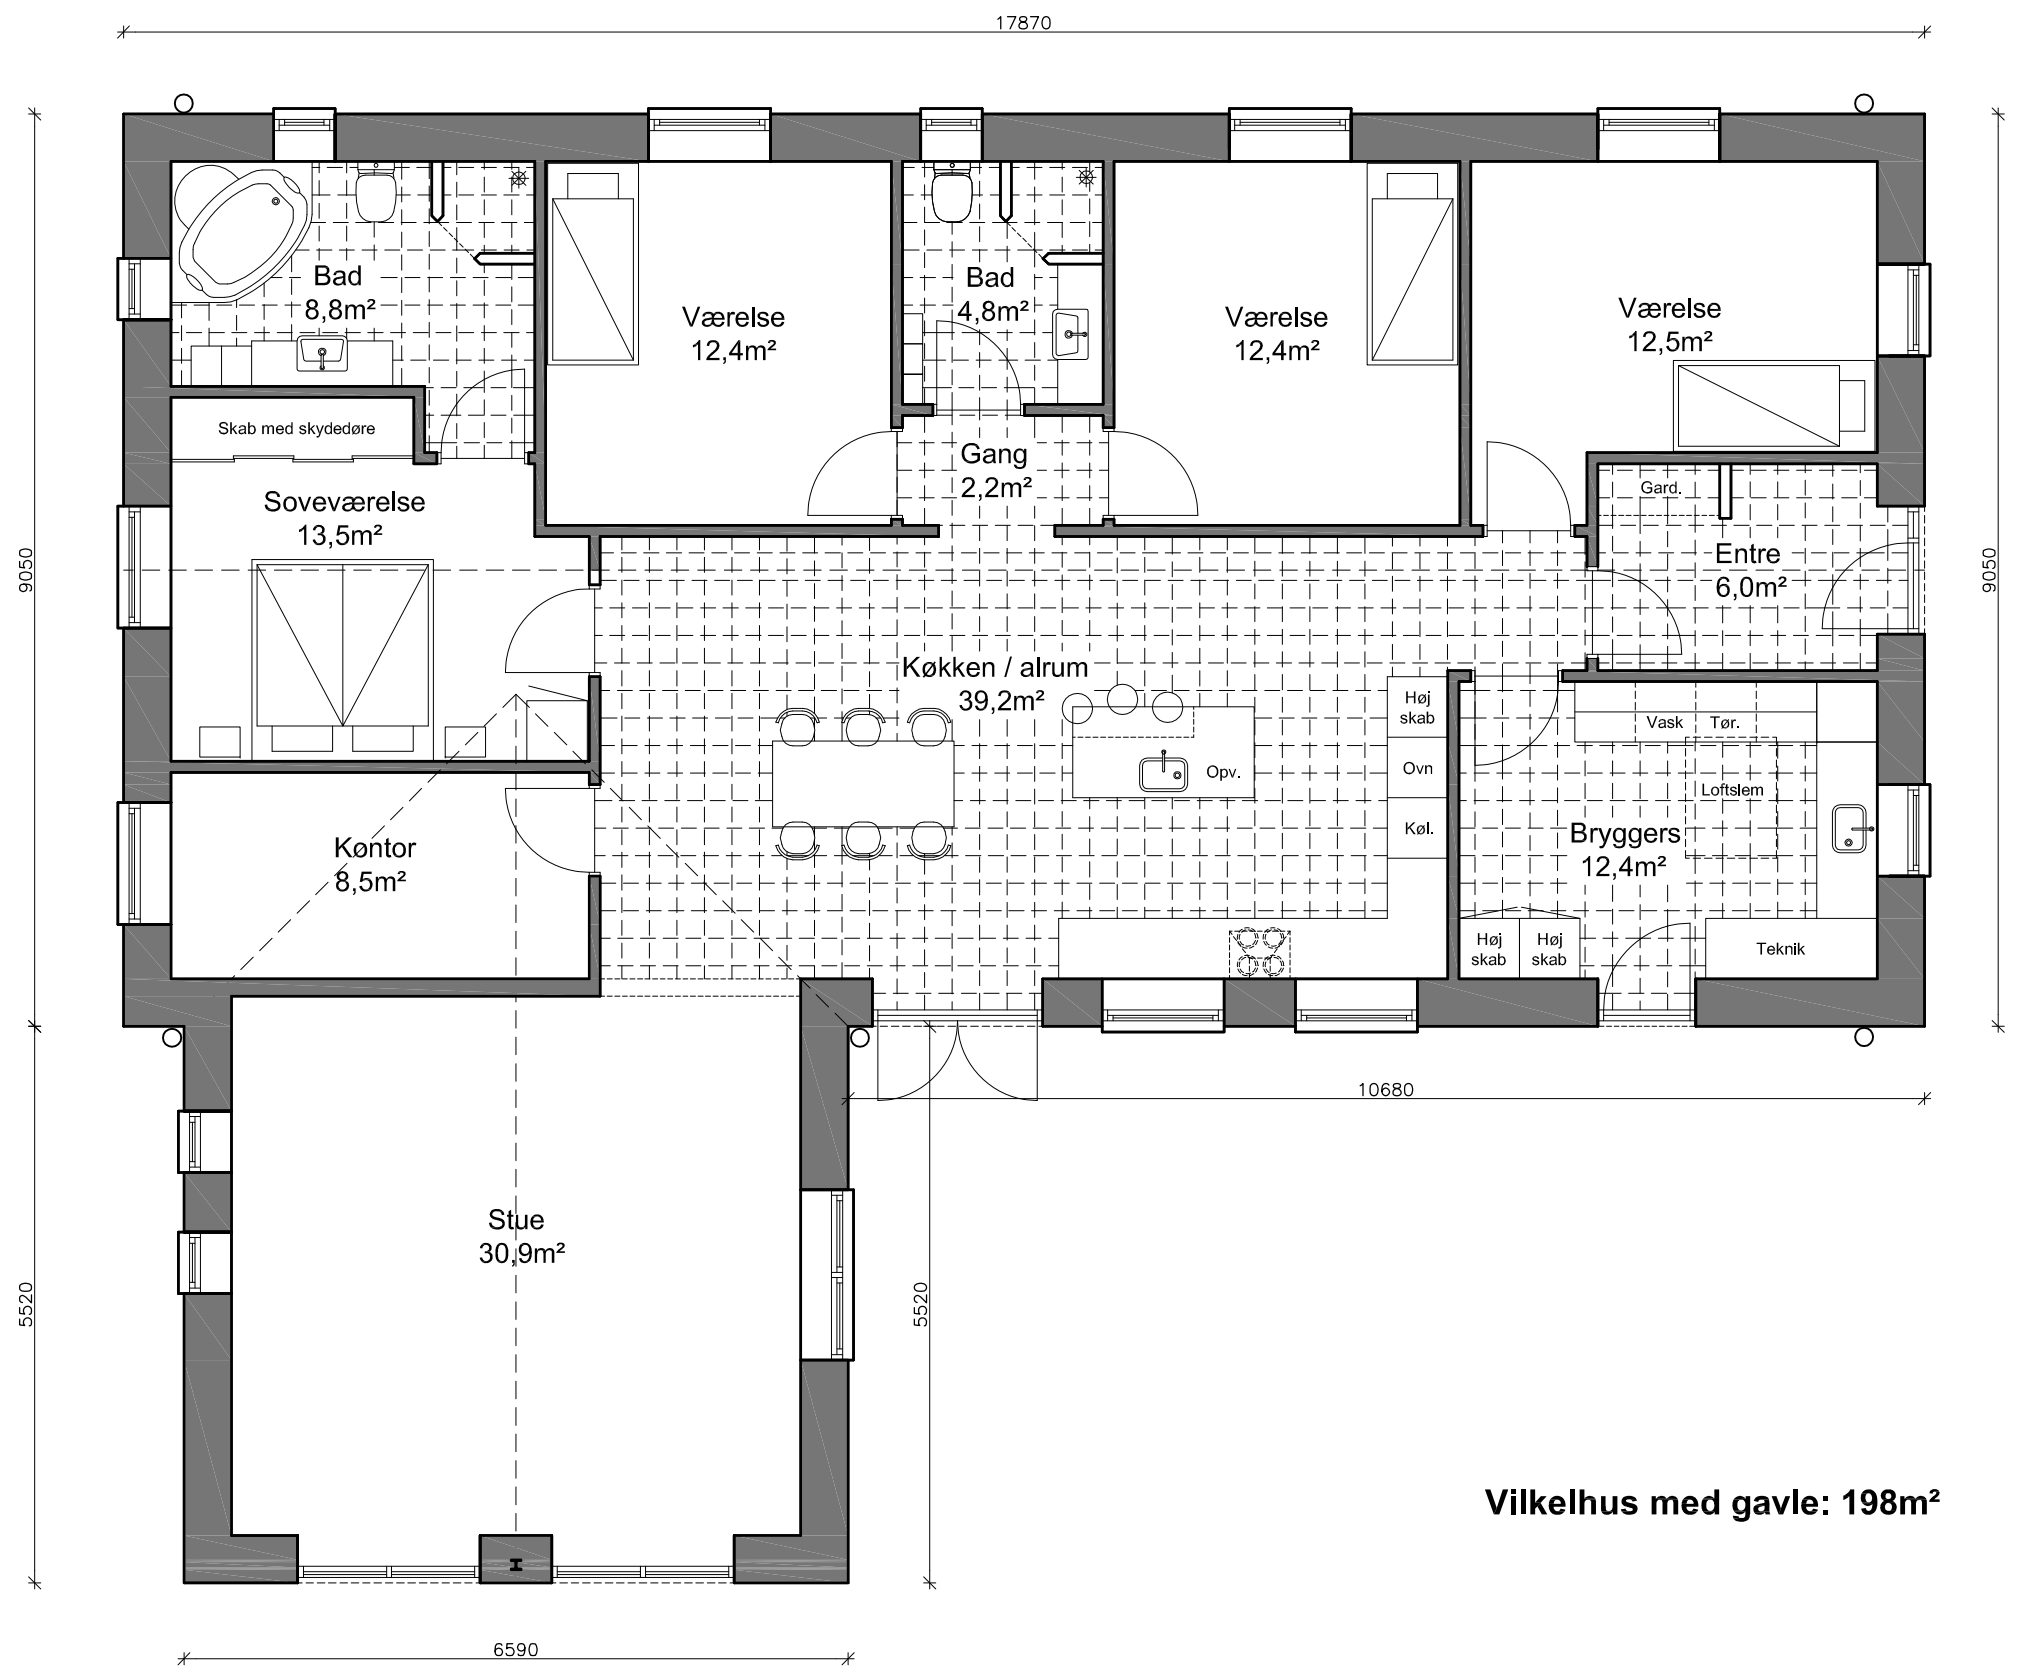 17870
Bad
8,8m²
Værelse
12,4m²
Bad
4,8m²
Værelse
12,4m²
Værelse
12,5m²
Skab med skydedøre
Gang
2,2m²
Gard.
Soveværelse
13,5m²
Entre
6,0m²
9050
9050
Køkken / alrum
39,2m²
Høj
skab
Vask
Tør.
Ovn
Opv.
Loftslem
Køl.
Bryggers
12,4m²
Køntor
8,5m²
Høj
skab
Høj
skab
Teknik
10680
Stue
30,9m²
5520
5520
Vilkelhus med gavle: 198m²
6590